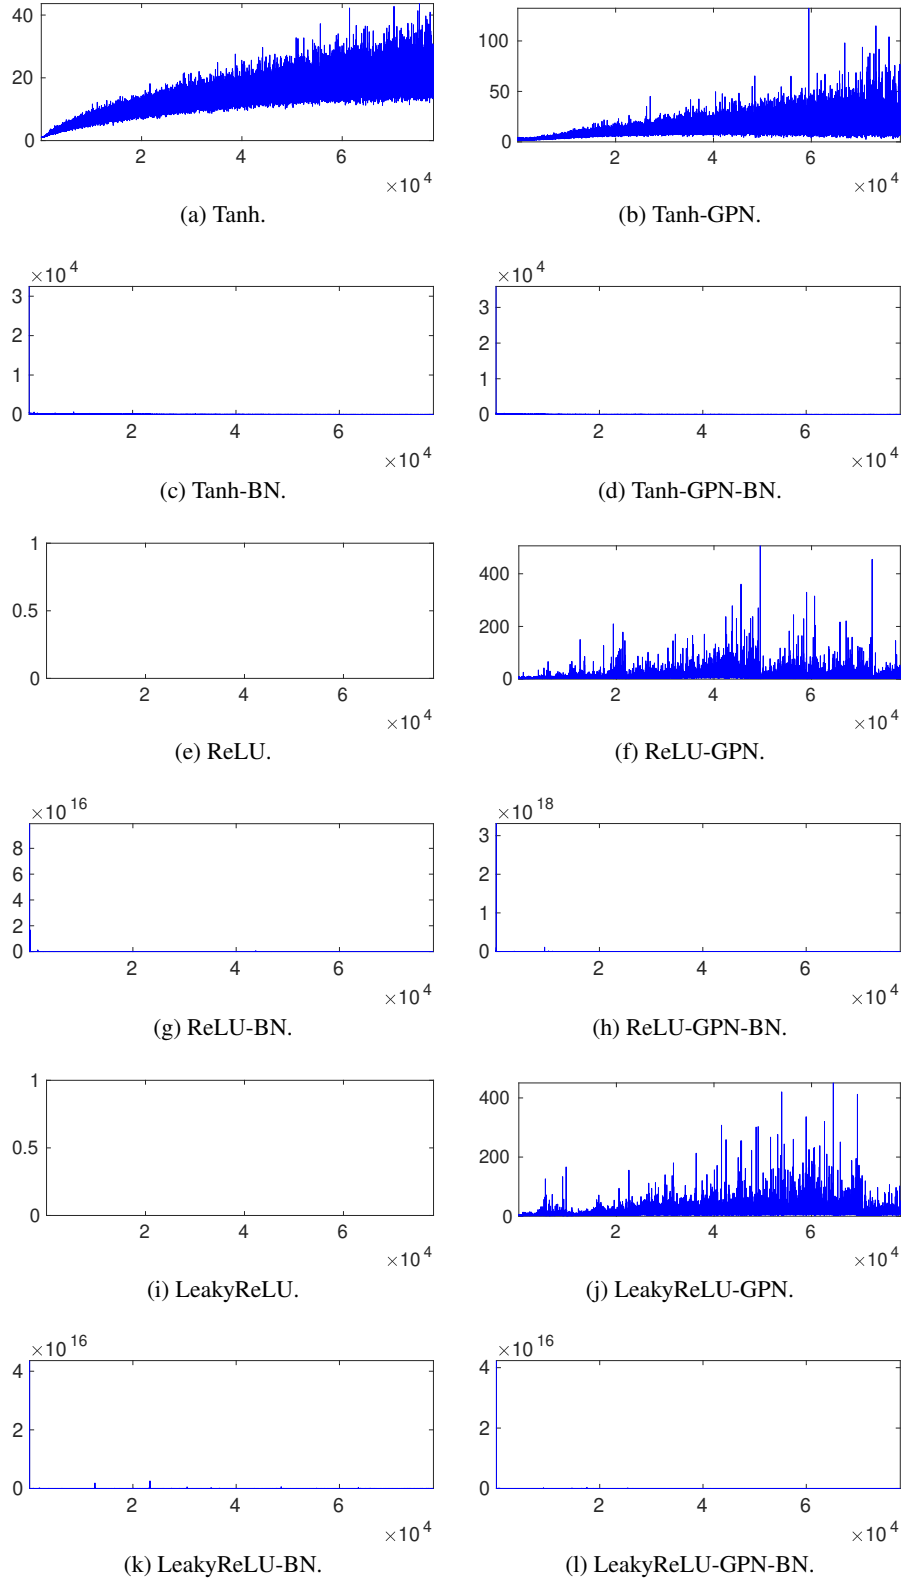 40
20
0
2 4 6
×10^4
(a) Tanh.
100
50
0
2 4 6
×10^4
(b) Tanh-GPN.
×10^4
3
2
1
0
2 4 6
×10^4
(c) Tanh-BN.
×10^4
3
2
1
0
2 4 6
×10^4
(d) Tanh-GPN-BN.
1
0.5
0
2 4 6
×10^4
(e) ReLU.
400
200
0
2 4 6
×10^4
(f) ReLU-GPN.
×10^16
8
6
4
2
0
2 4 6
×10^4
(g) ReLU-BN.
×10^18
3
2
1
0
2 4 6
×10^4
(h) ReLU-GPN-BN.
1
0.5
0
2 4 6
×10^4
(i) LeakyReLU.
400
200
0
2 4 6
×10^4
(j) LeakyReLU-GPN.
×10^16
4
2
0
2 4 6
×10^4
(k) LeakyReLU-BN.
×10^16
4
2
0
2 4 6
×10^4
(l) LeakyReLU-GPN-BN.